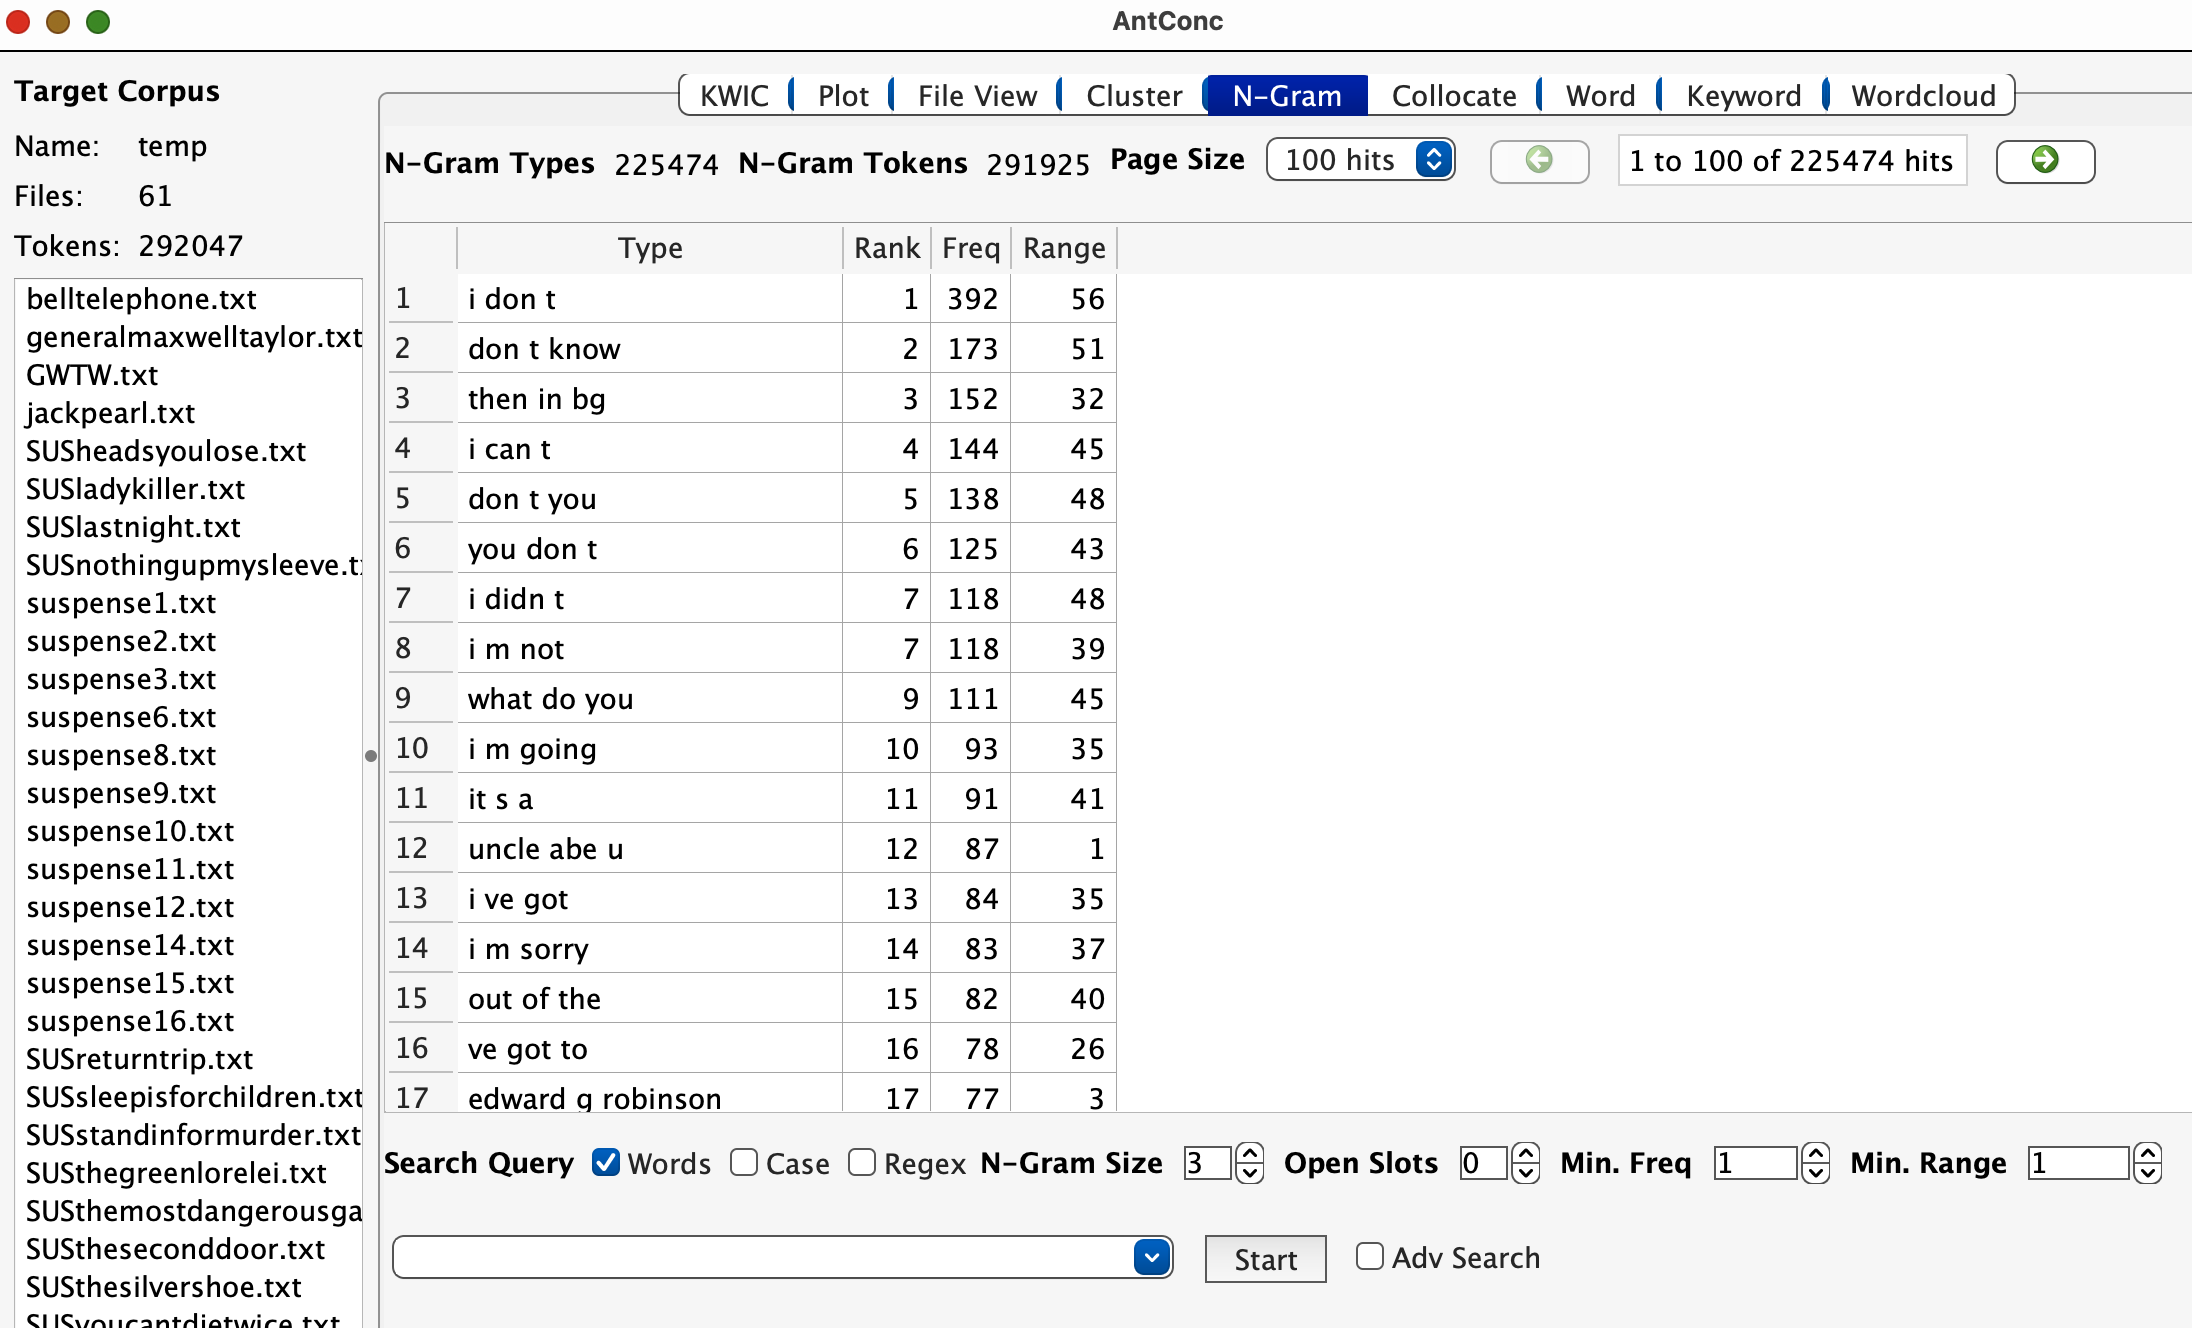 AntConc
Target Corpus
Name: temp
Files: 61
Tokens: 292047
belltelephone.txt
generalmaxwelltaylor.txt
GWTW.txt
jackpearl.txt
SUSheadsyoulose.txt
SUSladykiller.txt
SUSlastnight.txt
SUSnothingupmysleeve.t
suspense1.txt
suspense2.txt
suspense3.txt
suspense6.txt
suspense8.txt
suspense9.txt
suspense10.txt
suspense11.txt
suspense12.txt
suspense14.txt
suspense15.txt
suspense16.txt
SUSreturntrip.txt
SUSsleepisforchildren.txt
SUSstandinformurder.txt
SUSthegreenlorelei.txt
SUSthemostdangerousga
SUStheseconddoor.txt
SUSthesilvershoe.txt
SUSyoucantdietwice.txt
KWIC Plot File View Cluster N-Gram Collocate Word Keyword Wordcloud
N-Gram Types 225474 N-Gram Tokens 291925 Page Size 100 hits 1 to 100 of 225474 hits
Type Rank Freq Range
1 i don t 1 392 56
2 don t know 2 173 51
3 then in bg 3 152 32
4 i can t 4 144 45
5 don t you 5 138 48
6 you don t 6 125 43
7 i didn t 7 118 48
8 i m not 7 118 39
9 what do you 9 111 45
10 i m going 10 93 35
11 it s a 11 91 41
12 uncle abe u 12 87 1
13 i ve got 13 84 35
14 i m sorry 14 83 37
15 out of the 15 82 40
16 ve got to 16 78 26
17 edward g robinson 17 77 3
Search Query Words Case Regex N-Gram Size 3 Open Slots 0 Min. Freq 1 Min. Range 1
Start Adv Search